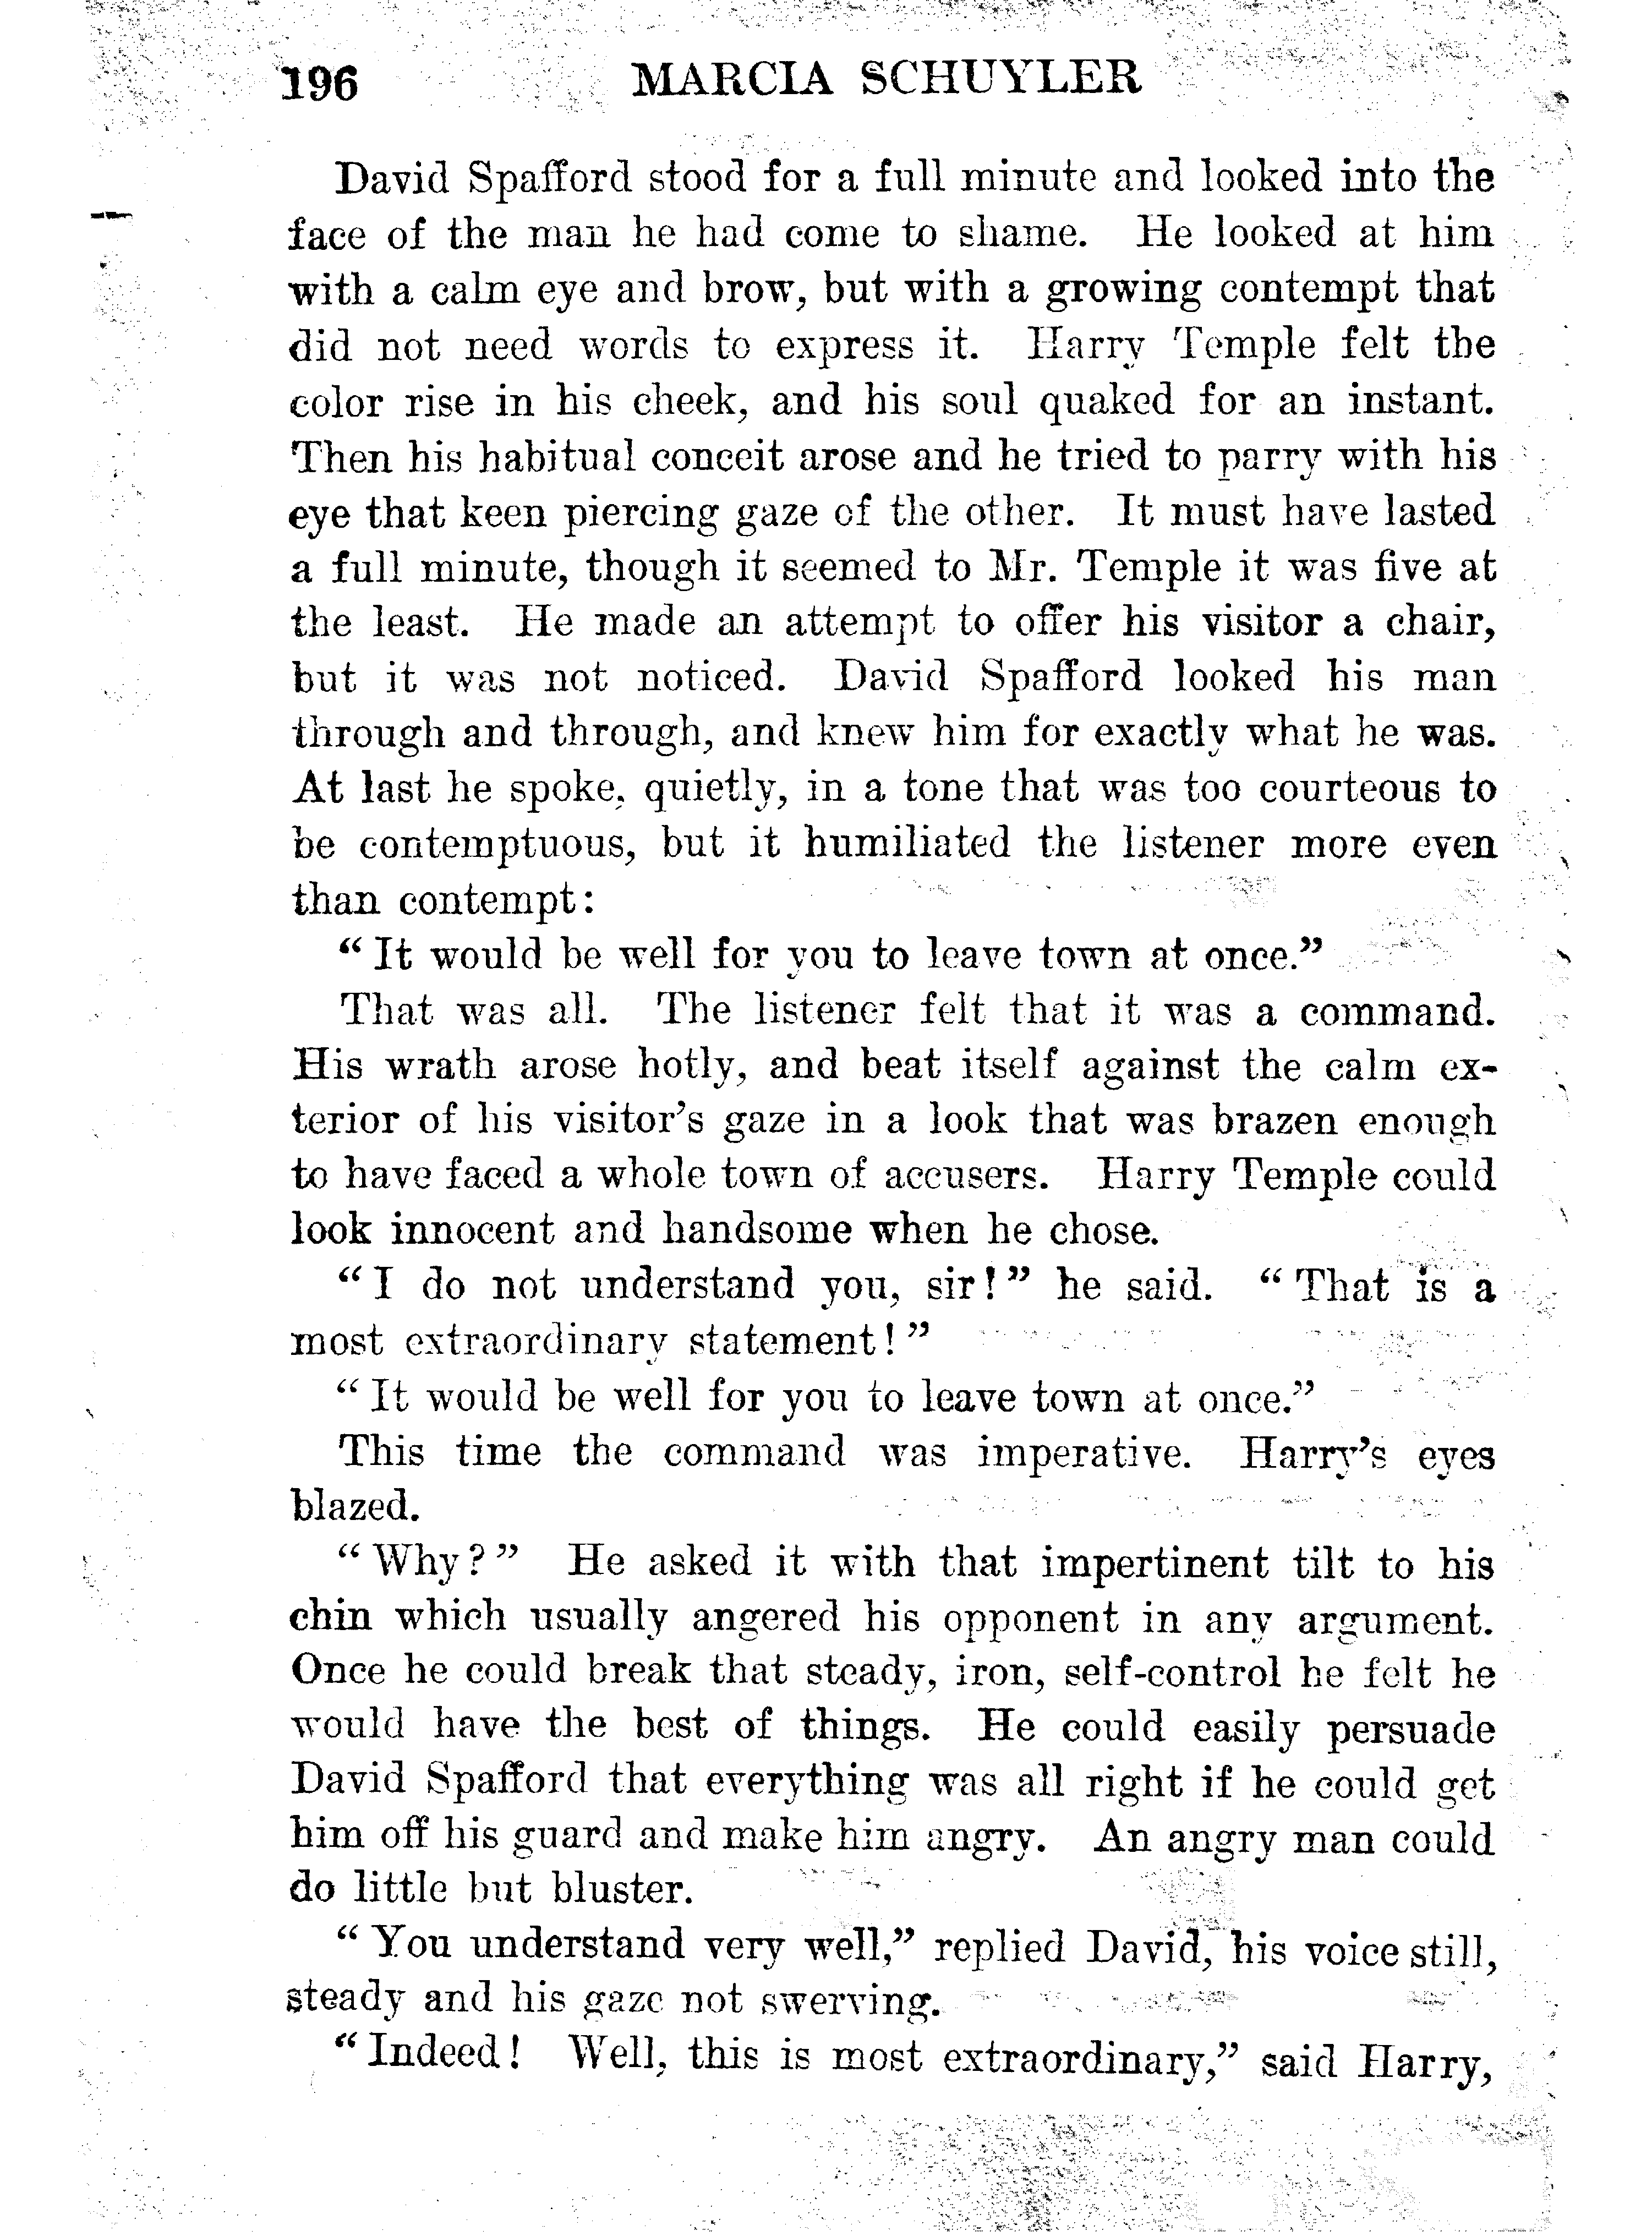 196 MARCIA SCHUYLER
David Spafford stood for a full minute and looked into the
face of the man he had come to shame. He looked at him
with a calm eye and brow, but with a growing contempt that
did not need words to express it. Harry Temple felt the
color rise in his cheek, and his soul quaked for an instant.
Then his habitual conceit arose and he tried to parry with his
eye that keen piercing gaze of the other. It must have lasted
a full minute, though it seemed to Mr. Temple it was five at
the least. He made an attempt to offer his visitor a chair,
but it was not noticed. David Spafford looked his man
through and through, and knew him for exactly what he was.
At last he spoke, quietly, in a tone that was too courteous to
be contemptuous, but it humiliated the listener more even
than contempt:
“It would be well for you to leave town at once.”
That was all. The listener felt that it was a command.
His wrath arose hotly, and beat itself against the calm ex-
terior of his visitor’s gaze in a look that was brazen enough
to have faced a whole town of accusers. Harry Temple could
look innocent and handsome when he chose.
“I do not understand you, sir!” he said. “That is a
most extraordinary statement!”
“It would be well for you to leave town at once.”
This time the command was imperative. Harry’s eyes
blazed.
“Why?” He asked it with that impertinent tilt to his
chin which usually angered his opponent in any argument.
Once he could break that steady, iron, self-control he felt he
would have the best of things. He could easily persuade
David Spafford that everything was all right if he could get
him off his guard and make him angry. An angry man could
do little but bluster.
“You understand very well,” replied David, his voice still,
steady and his gaze not swerving.
“Indeed! Well, this is most extraordinary,” said Harry,